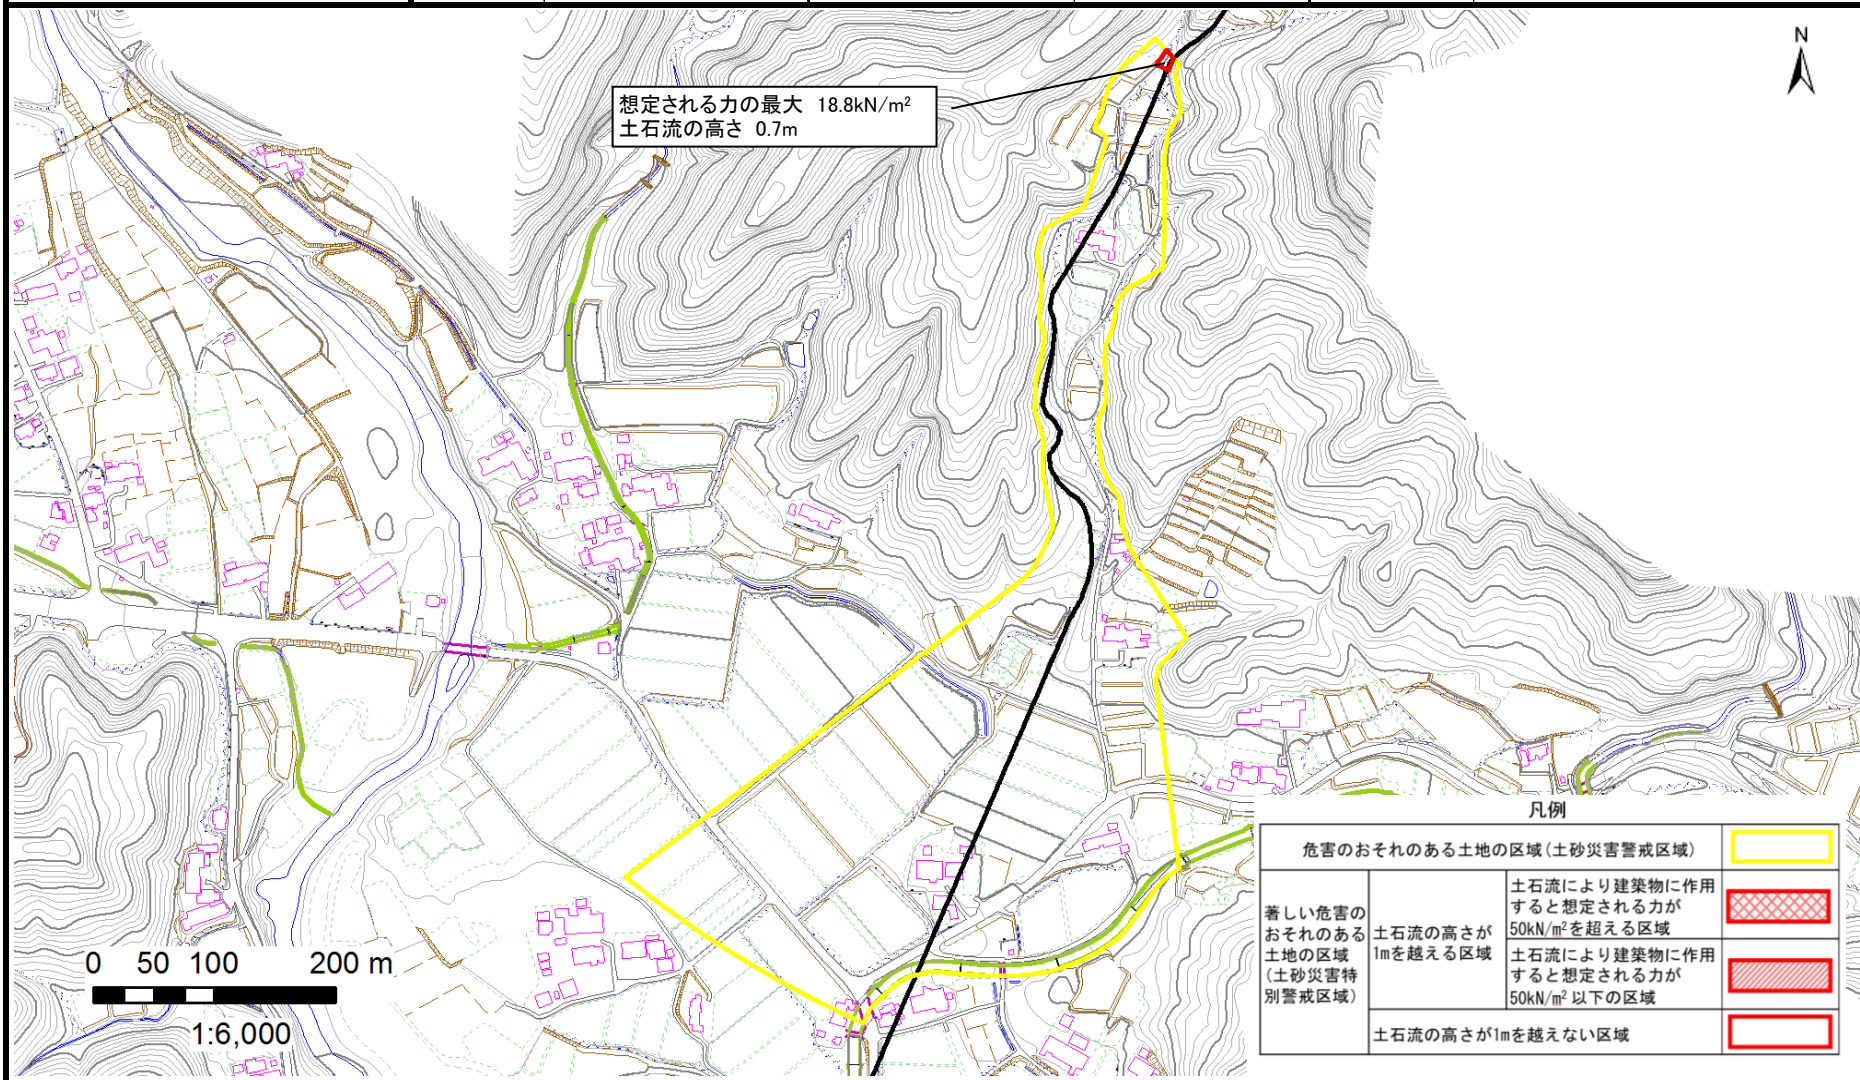 N
想定される力の最大 18.8kN/m²
土石流の高さ 0.7m
0 50 100 200 m
1:6,000
凡例
危害のおそれのある土地の区域(土砂災害警戒区域)
著しい危害の
おそれのある
土地の区域
(土砂災害特
別警戒区域)
土石流の高さが
1mを越える区域
土石流により建築物に作用
すると想定される力が
50kN/m²を超える区域
土石流により建築物に作用
すると想定される力が
50kN/m²以下の区域
土石流の高さが1mを越えない区域